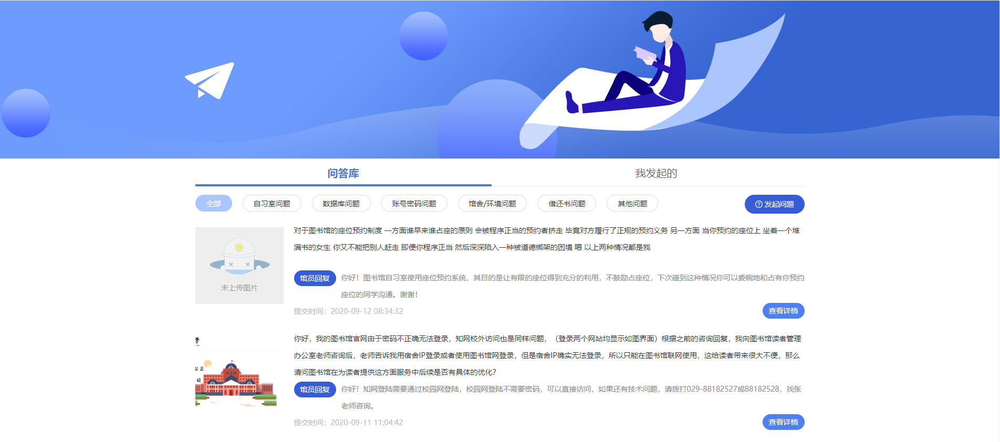 问答库
我发起的
全部
自习室问题
数据库问题
账号密码问题
馆舍/环境问题
借还书问题
其他问题
发起问题
未上传图片
对于图书馆的座位预约制度 一方面谁早来谁占座的原则 会被程序正当的预约者挤走 毕竟对方履行了正规的预约义务 另一方面 当你预约的座位上 坐着一个堆
满书的女生 你又不能把别人赶走 即便你程序正当 然后深深陷入一种被道德绑架的困境 嗯 以上两种情况都是我
馆员回复
你好！图书馆自习室使用座位预约系统，其目的是让有限的座位得到充分的利用，不鼓励占座位，下次碰到这种情况你可以委婉地和占有你预约
座位的同学沟通。谢谢！
提交时间：2020-09-12 08:34:32
查看详情
你好，我的图书馆官网由于密码不正确无法登录，知网校外访问也是同样问题，（登录两个网站均显示如图界面）根据之前的咨询回复，我向图书馆读者管理
办公室老师咨询后，老师告诉我用宿舍IP登录或者使用图书馆网登录，但是宿舍IP确实无法登录，所以只能在图书馆联网使用，这给读者带来很大不便，那么
请问图书馆在为读者提供这方面服务中后续是否有具体的优化？
馆员回复
你好！知网登陆需要通过校园网登陆，校园网登陆不需要密码，可以直接访问，如果还有技术问题，请拨打029-88182527或88182528，找张
老师咨询。
提交时间：2020-09-11 11:04:42
查看详情